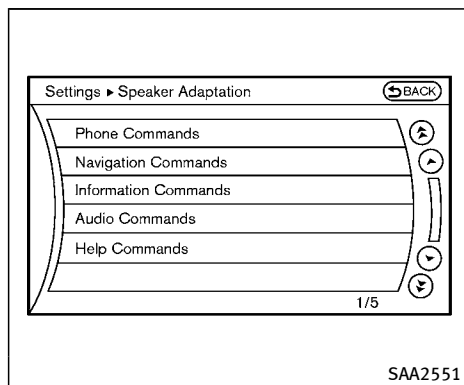 Settings ▸ Speaker Adaptation BACK
Phone Commands
Navigation Commands
Information Commands
Audio Commands
Help Commands
1/5
SAA2551